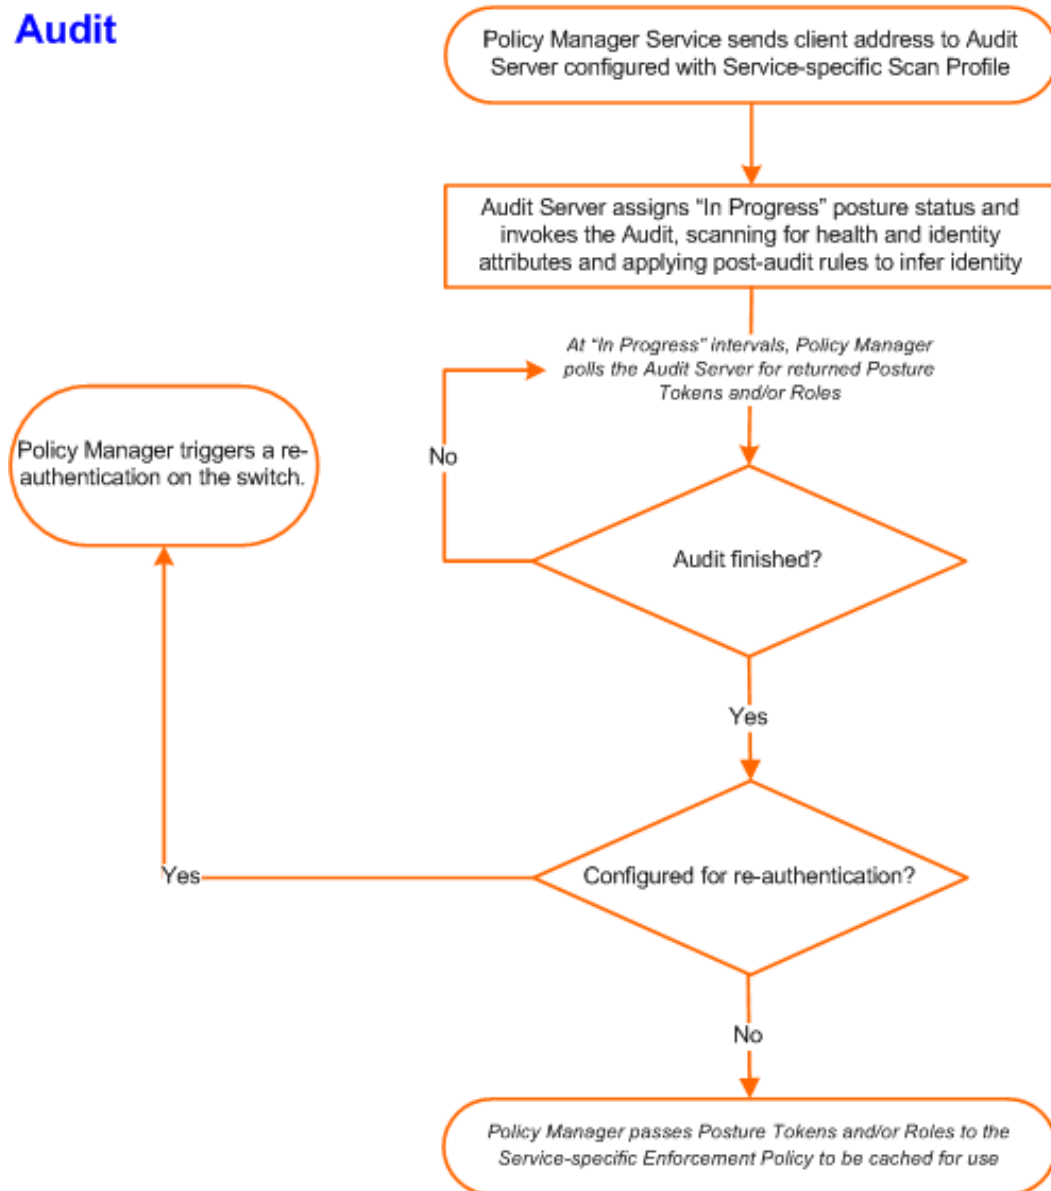 Audit
Policy Manager Service sends client address to Audit
Server configured with Service-specific Scan Profile
Audit Server assigns “In Progress” posture status and
invokes the Audit, scanning for health and identity
attributes and applying post-audit rules to infer identity
At “In Progress” intervals, Policy Manager
polls the Audit Server for returned Posture
Tokens and/or Roles
No
Policy Manager triggers a re-
authentication on the switch.
Audit finished?
Yes
Yes
Configured for re-authentication?
No
Policy Manager passes Posture Tokens and/or Roles to the
Service-specific Enforcement Policy to be cached for use